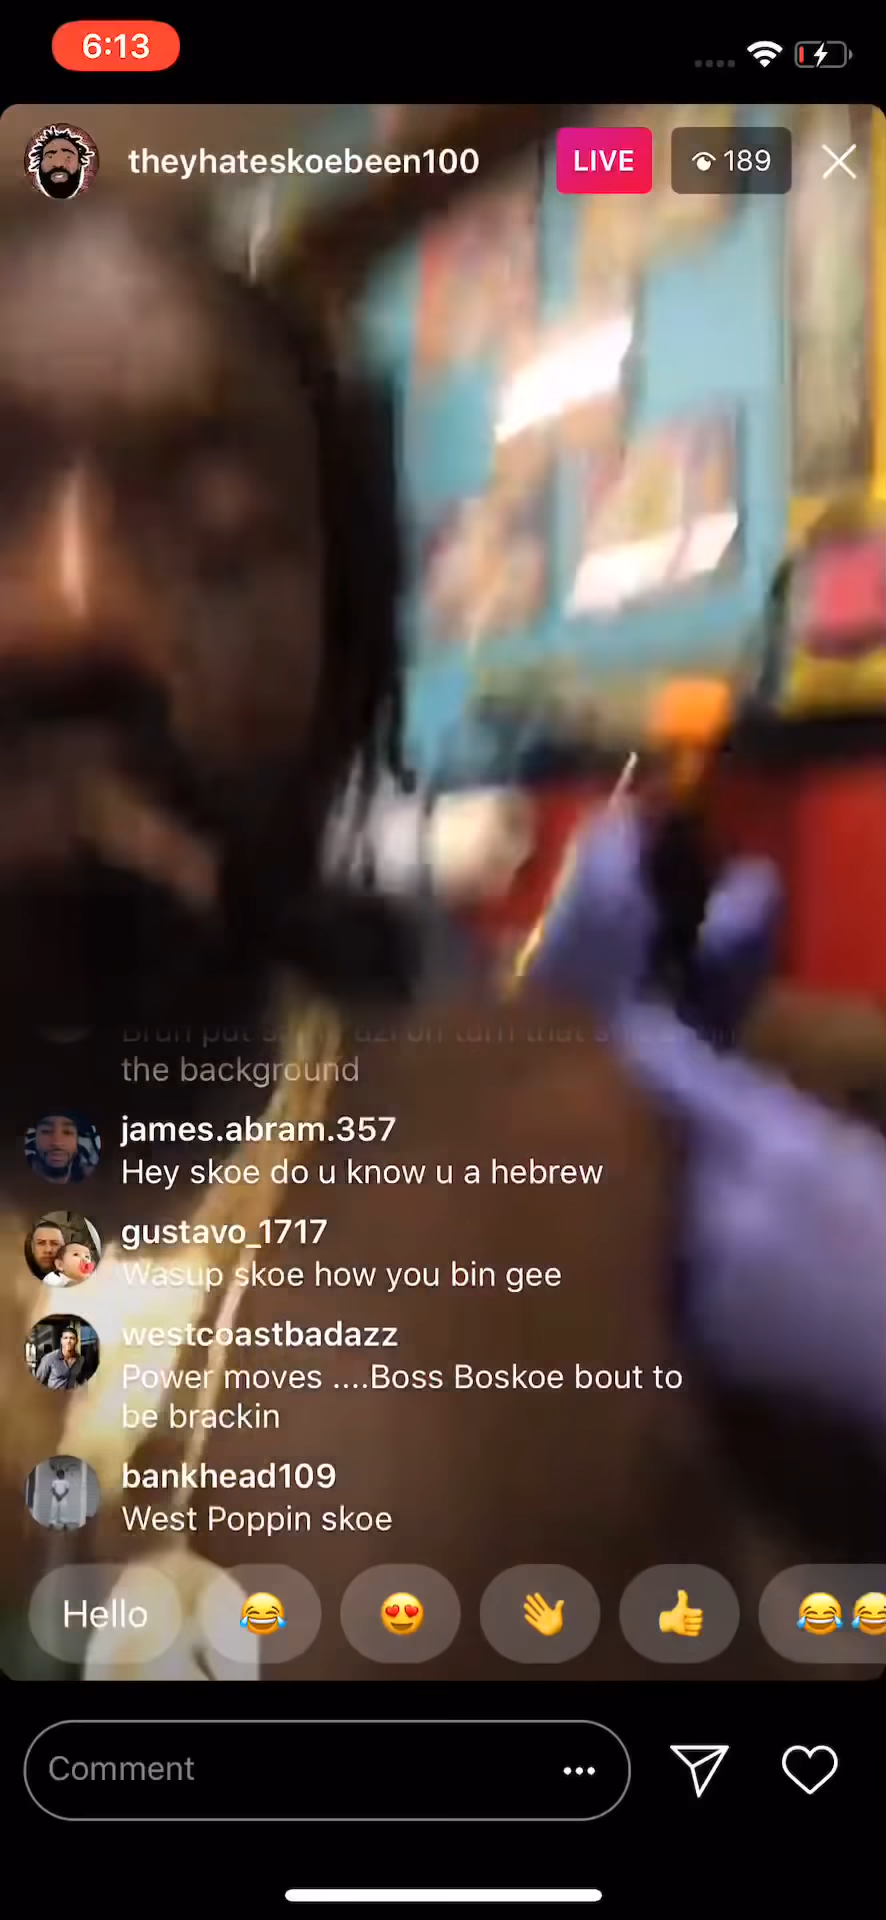 6:13
theyhateskoebeen100
LIVE
189
the background
james.abram.357
Hey skoe do u know u a hebrew
gustavo_1717
Wasup skoe how you bin gee
westcoastbadazz
Power moves ....Boss Boskoe bout to
be brackin
bankhead109
West Poppin skoe
Hello
Comment